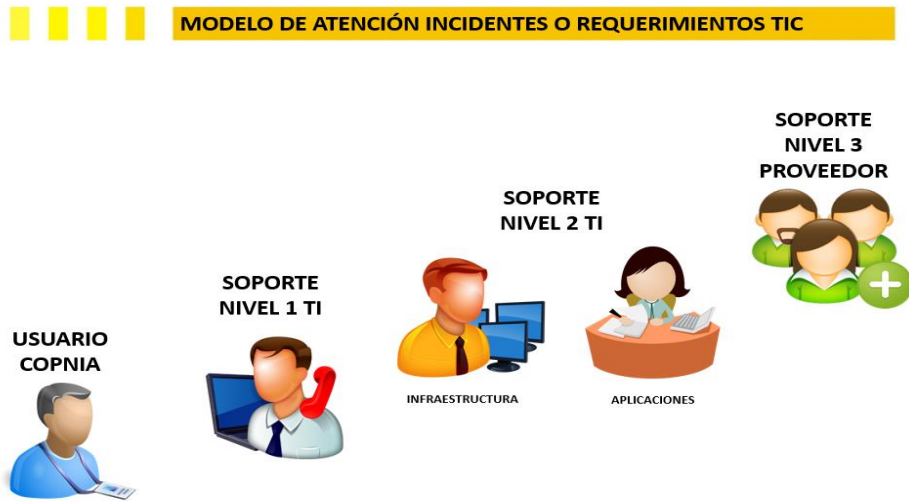 MODELO DE ATENCIÓN INCIDENTES O REQUERIMIENTOS TIC
USUARIO
COPNIA
SOPORTE
NIVEL 1 TI
SOPORTE
NIVEL 2 TI
INFRAESTRUCTURA
APLICACIONES
SOPORTE
NIVEL 3
PROVEEDOR